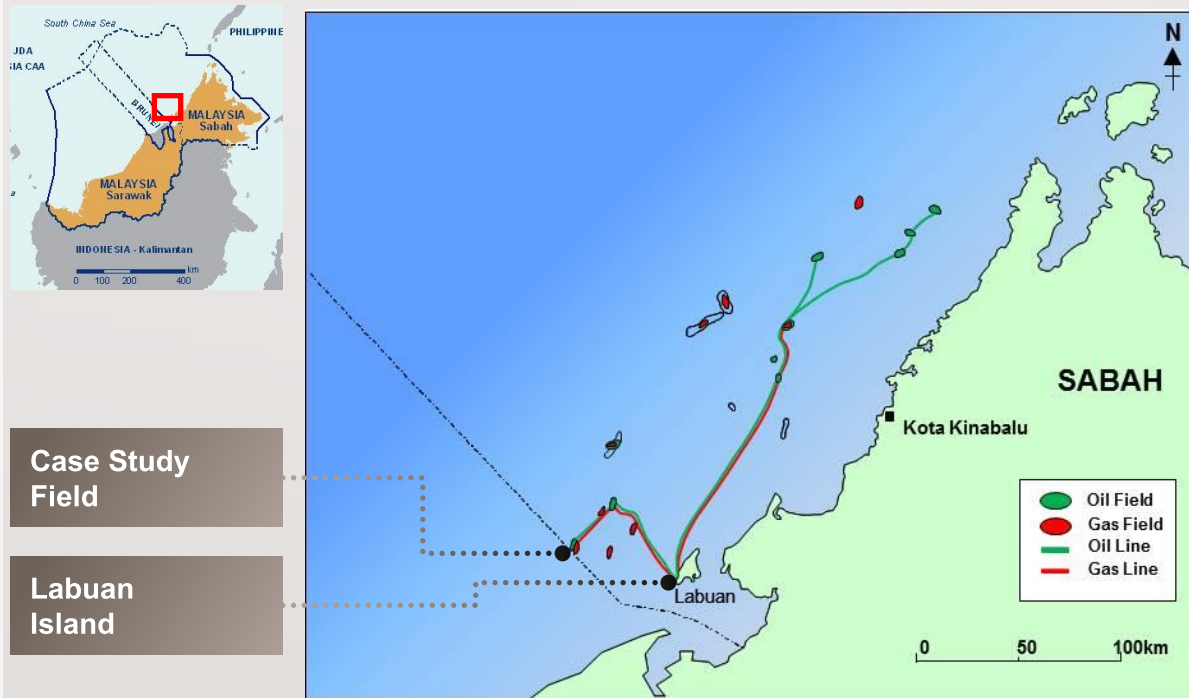 South China Sea
PHILIPPINE
JDA
SIA CAA
BRUNEI
MALAYSIA
Sabah
MALAYSIA
Sarawak
INDONESIA - Kalimantan
km
0 100 200 400
Case Study
Field
Labuan
Island
N
SABAH
Kota Kinabalu
Labuan
Oil Field
Gas Field
Oil Line
Gas Line
0 50 100km